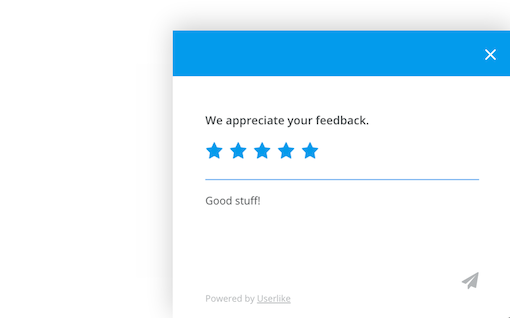 We appreciate your feedback.
Good stuff!
Powered by Userlike